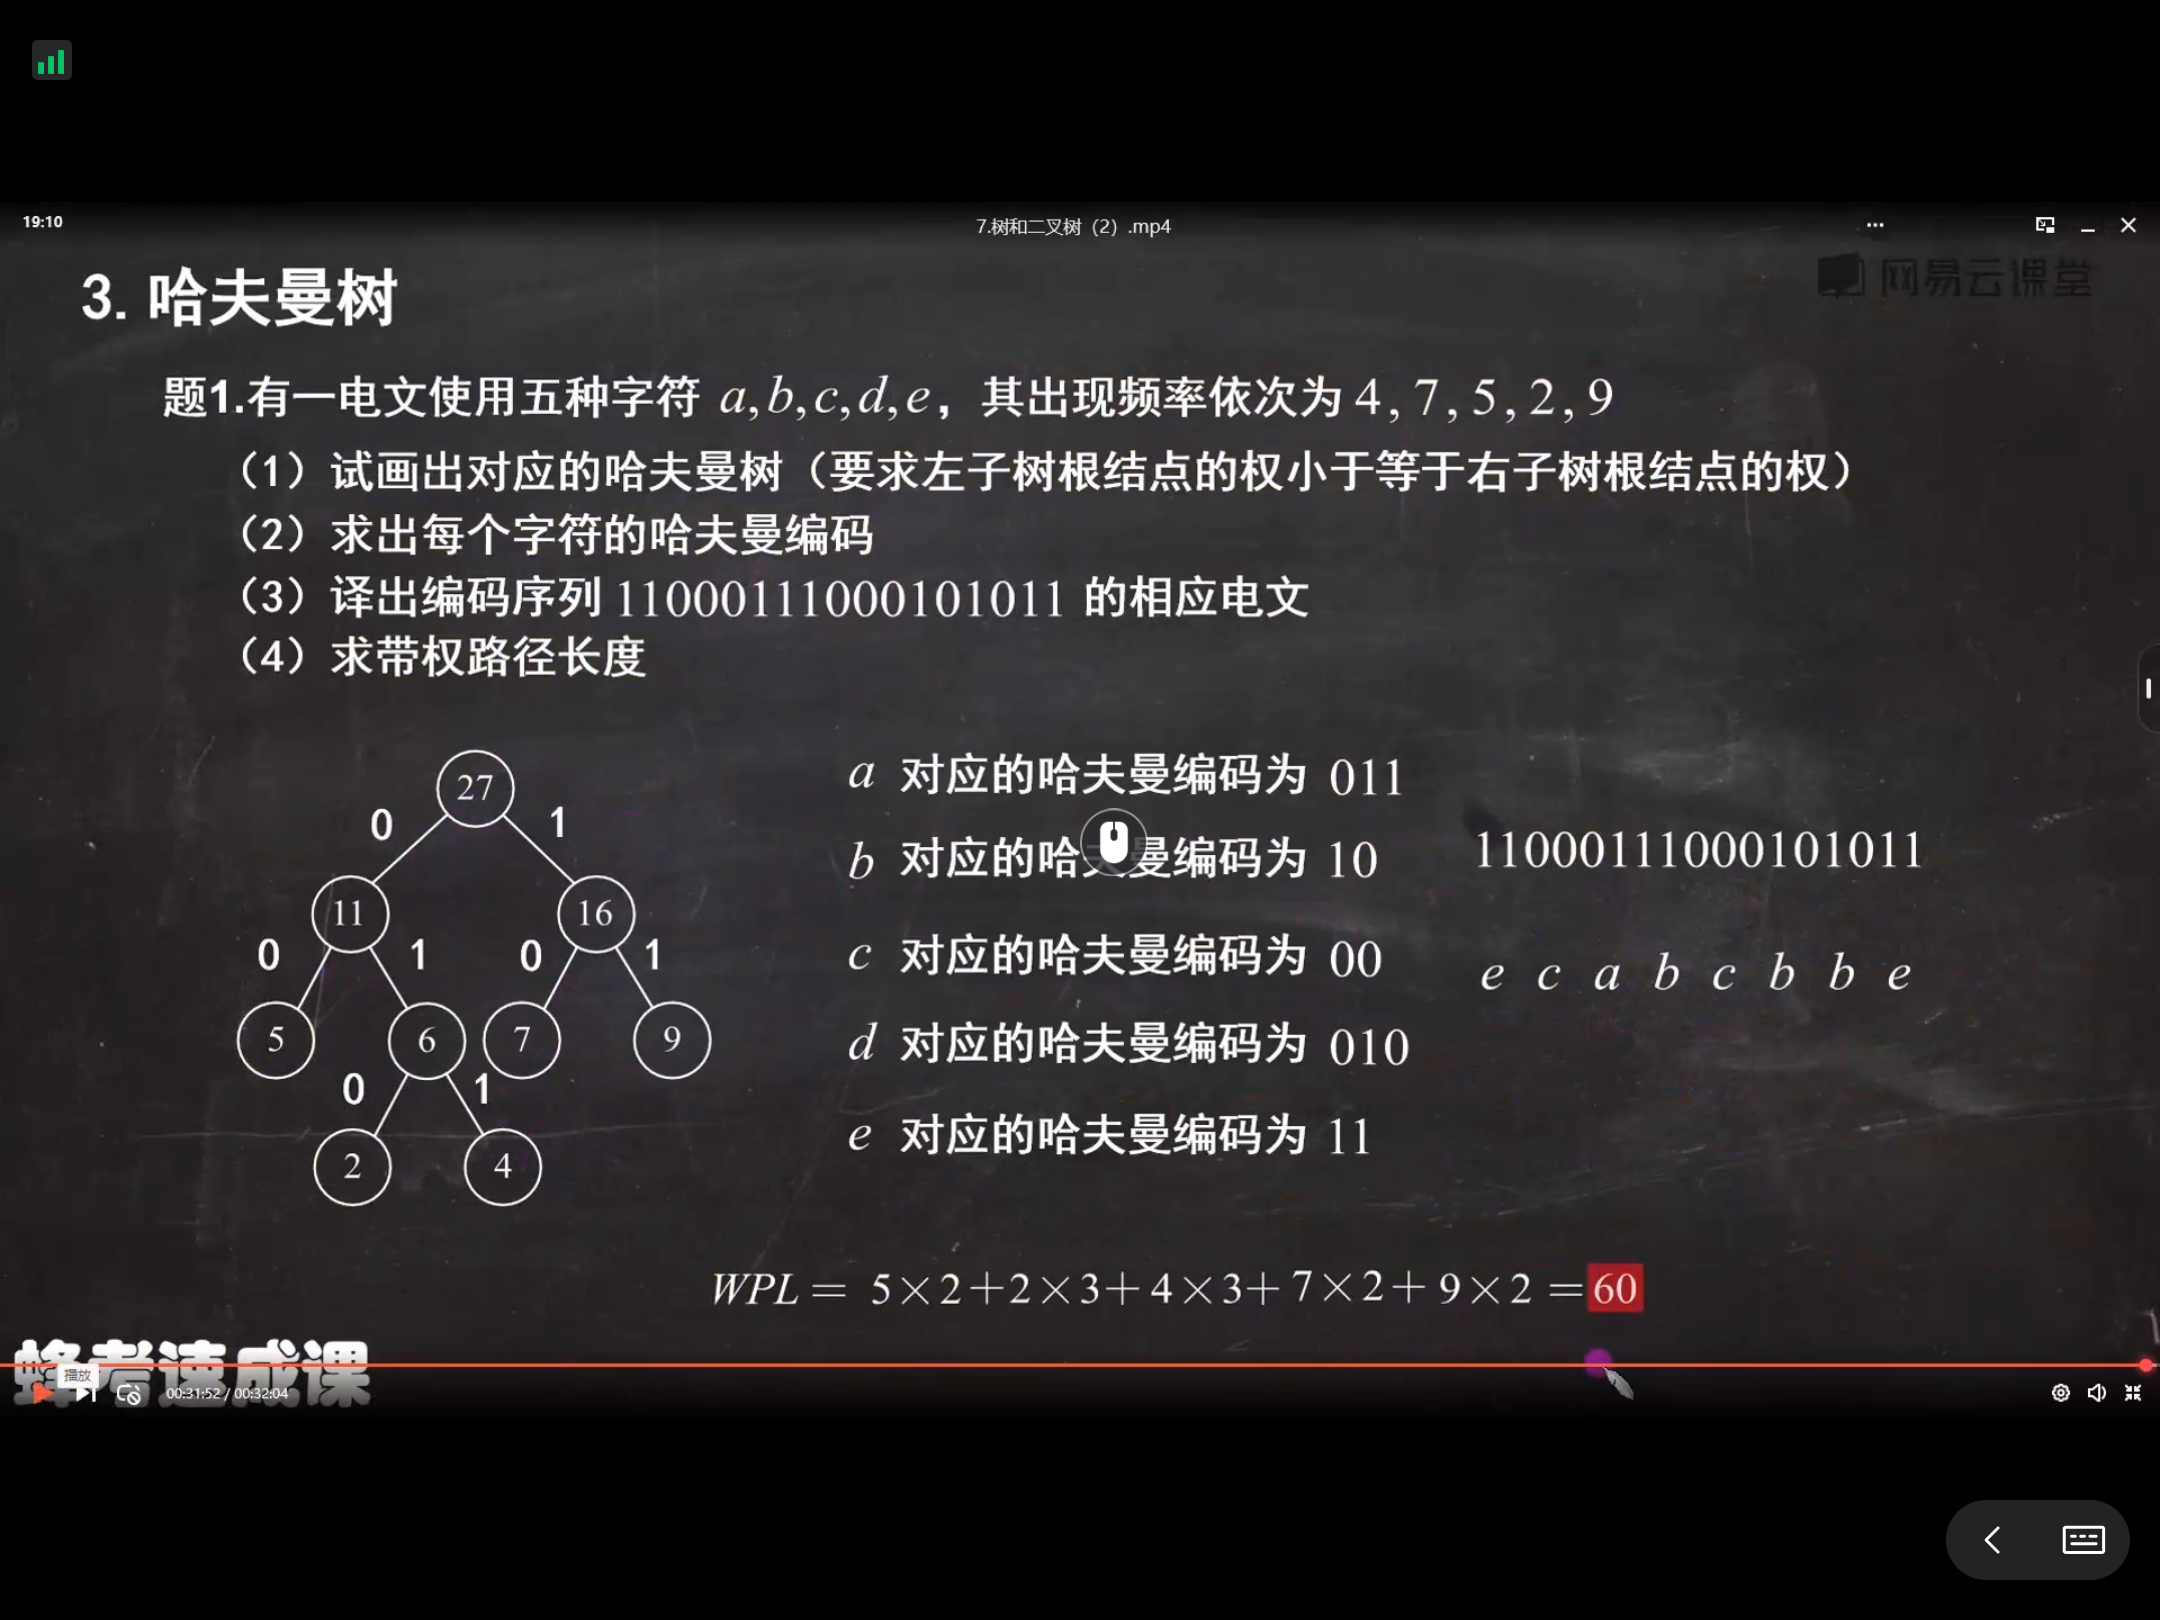 19:10
7.树和二叉树（2）.mp4
网易云课堂
3. 哈夫曼树
题1.有一电文使用五种字符 a,b,c,d,e，其出现频率依次为 4,7,5,2,9
（1）试画出对应的哈夫曼树（要求左子树根结点的权小于等于右子树根结点的权）
（2）求出每个字符的哈夫曼编码
（3）译出编码序列 11000111000101011 的相应电文
（4）求带权路径长度
27
0 1
11 16
0 1 0 1
5 6 7 9
0 1
2 4
a 对应的哈夫曼编码为 011
b 对应的哈 曼编码为 10
c 对应的哈夫曼编码为 00
d 对应的哈夫曼编码为 010
e 对应的哈夫曼编码为 11
11000111000101011
e c a b c b b e
WPL = 5×2+2×3+4×3+7×2+9×2 =60
蜂考速成课
播放
00:31:52 / 00:32:04